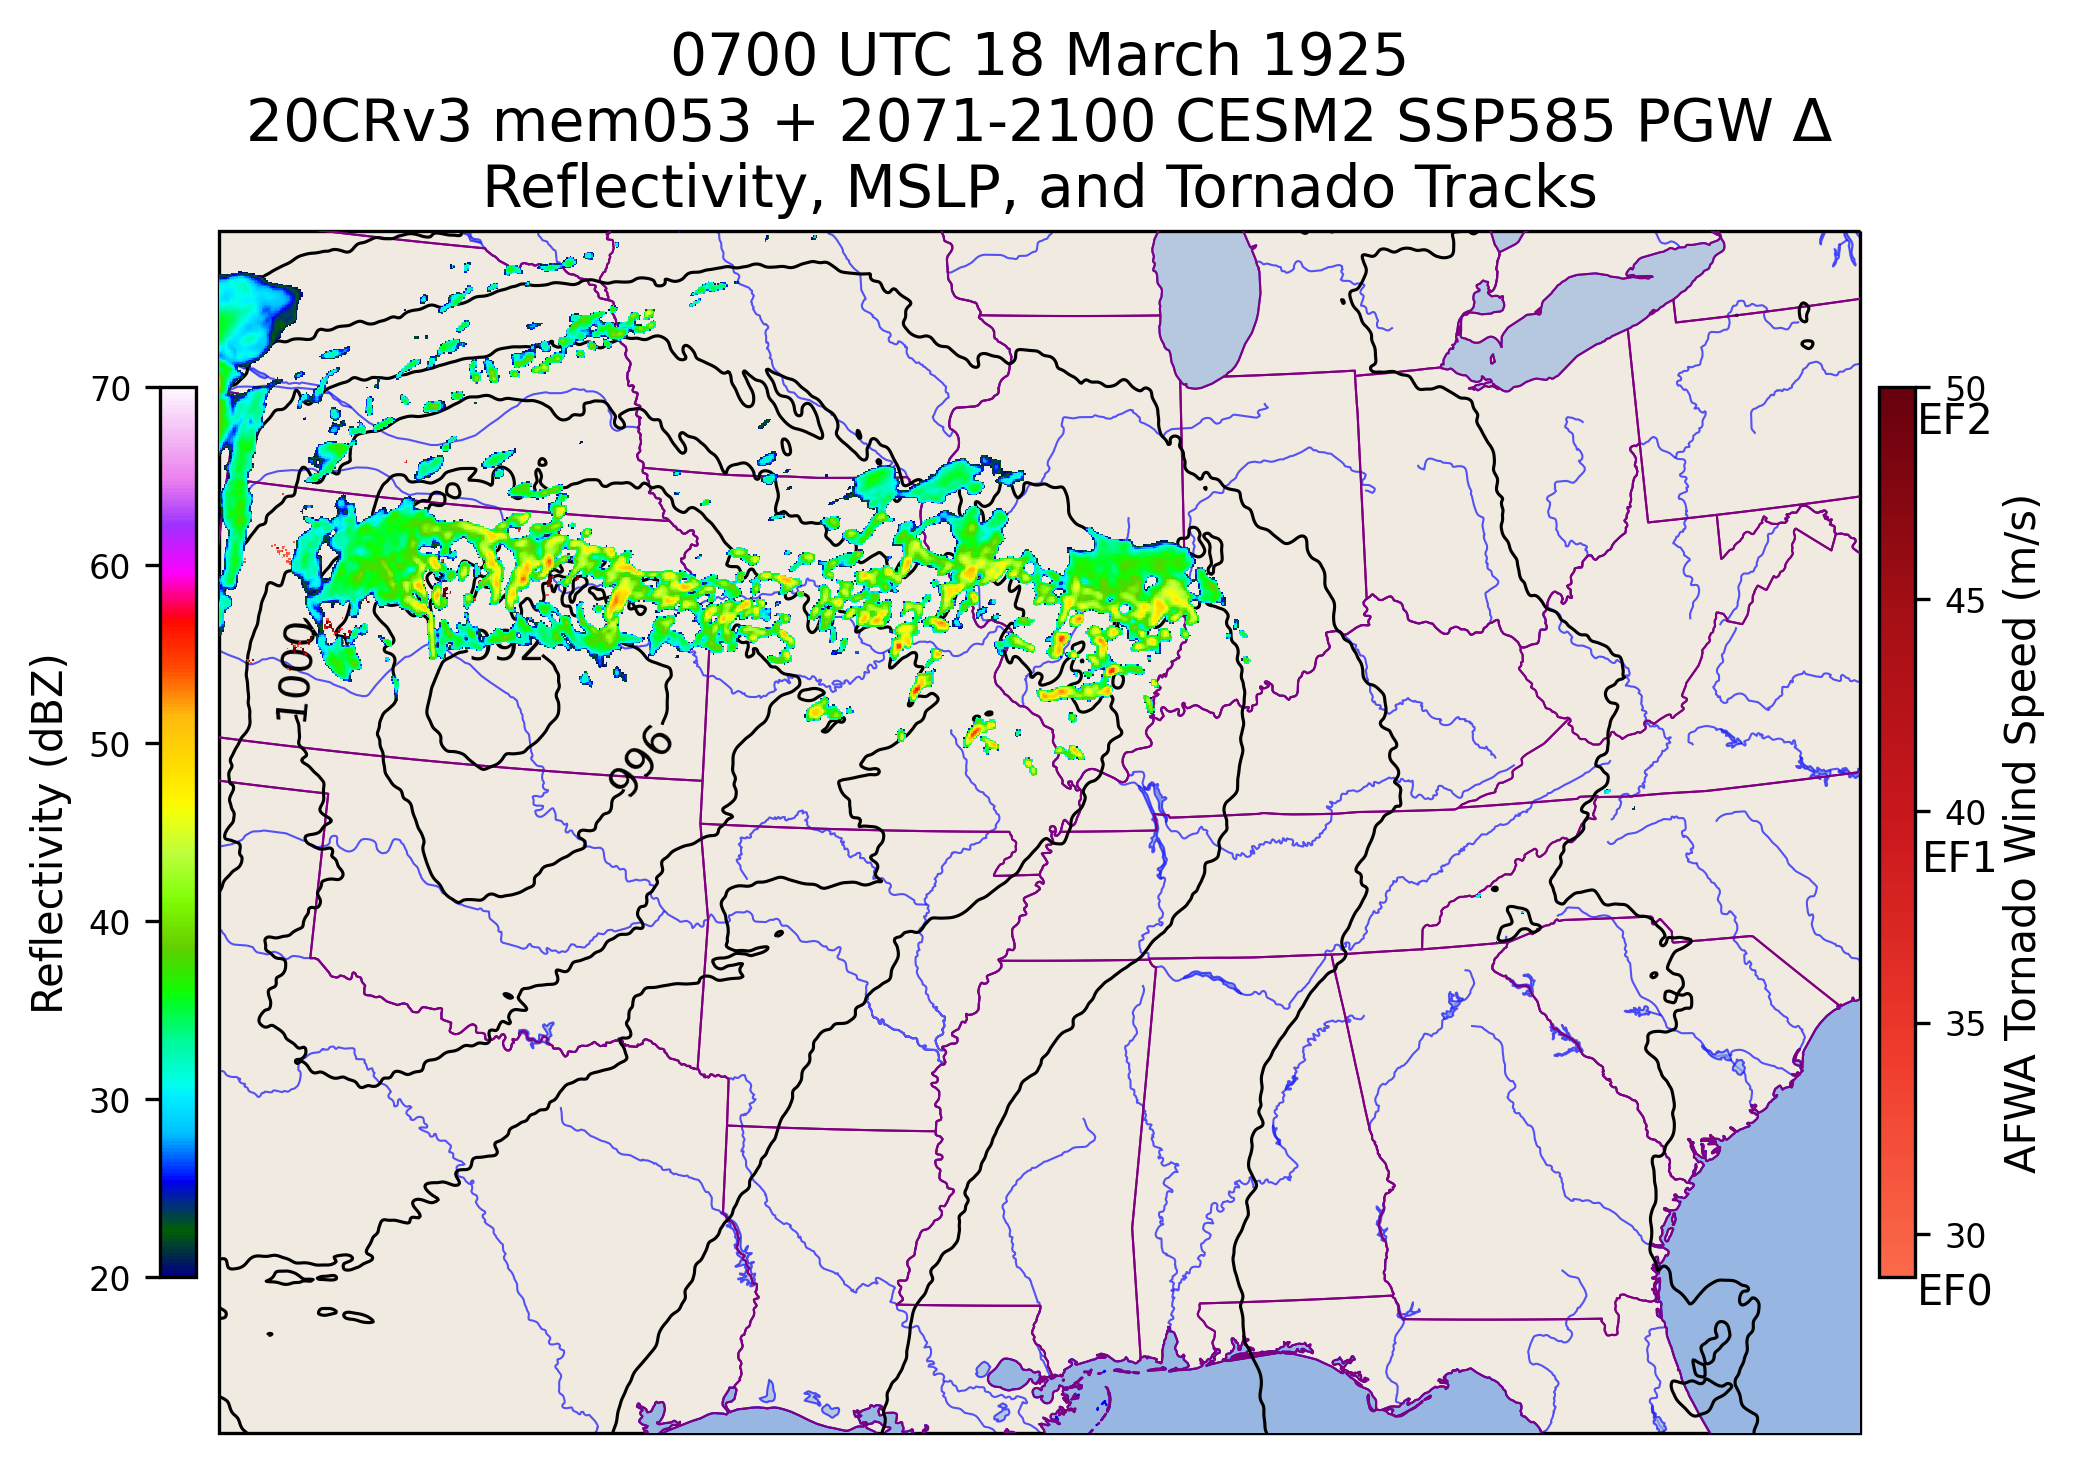 0700 UTC 18 March 1925
20CRv3 mem053 + 2071-2100 CESM2 SSP585 PGW Δ
Reflectivity, MSLP, and Tornado Tracks
Reflectivity (dBZ)
70
60
50
40
30
20
1000
992
996
50
EF2
45
40
EF1
35
30
EF0
AFWA Tornado Wind Speed (m/s)